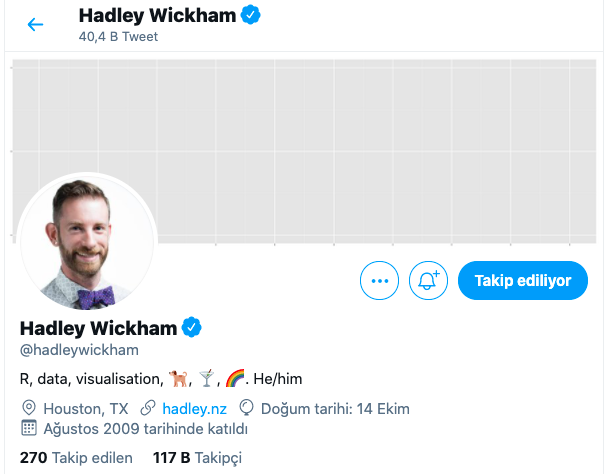 Hadley Wickham
40,4 B Tweet
Takip ediliyor
Hadley Wickham
@hadleywickham
R, data, visualisation, 🐕, 🍸, 🌈. He/him
Houston, TX hadley.nz Doğum tarihi: 14 Ekim
Ağustos 2009 tarihinde katıldı
270 Takip edilen 117 B Takipçi